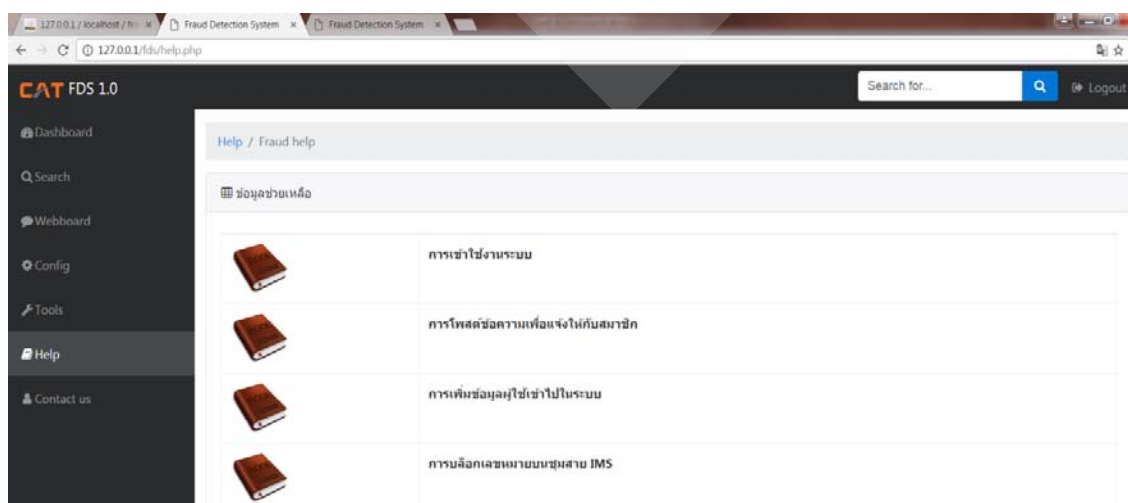 127.0.0.1 / localhost / fr
Fraud Detection System
Fraud Detection System
127.0.0.1/fds/help.php
CAT FDS 1.0
Search for...
Logout
Dashboard
Help / Fraud help
Search
ข้อมูลช่วยเหลือ
Webboard
การเข้าใช้งานระบบ
Config
Tools
การโพสต์ข้อความเพื่อแจ้งให้กับสมาชิก
Help
การเพิ่มข้อมูลผู้ใช้เข้าไปในระบบ
Contact us
การบล็อกเลขหมายบนชุมสาย IMS